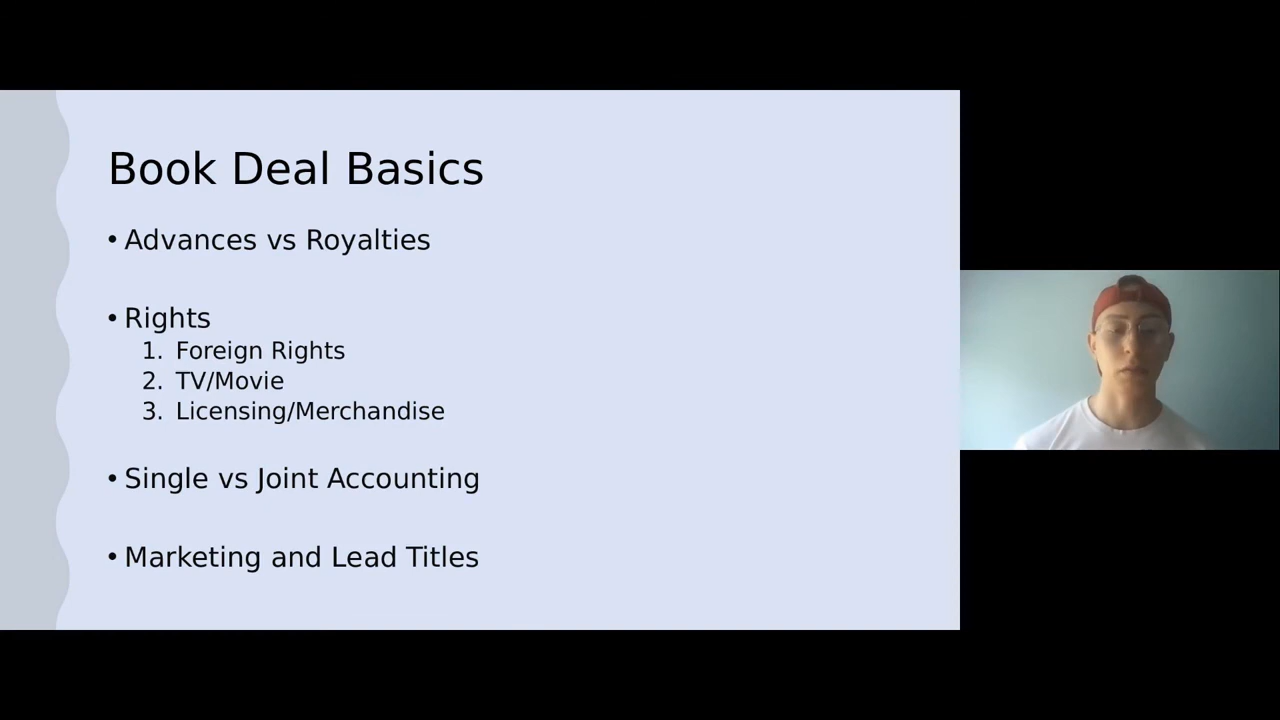 Book Deal Basics
• Advances vs Royalties
• Rights
1. Foreign Rights
2. TV/Movie
3. Licensing/Merchandise
• Single vs Joint Accounting
• Marketing and Lead Titles